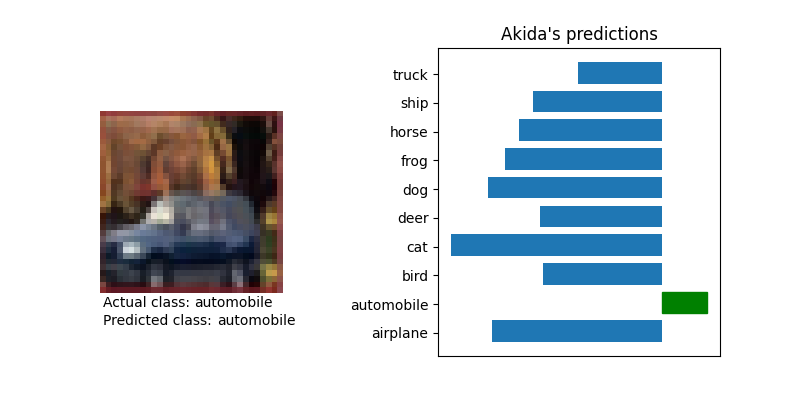 Akida's predictions
truck
ship
horse
frog
dog
deer
cat
bird
automobile
airplane
Actual class: automobile
Predicted class: automobile